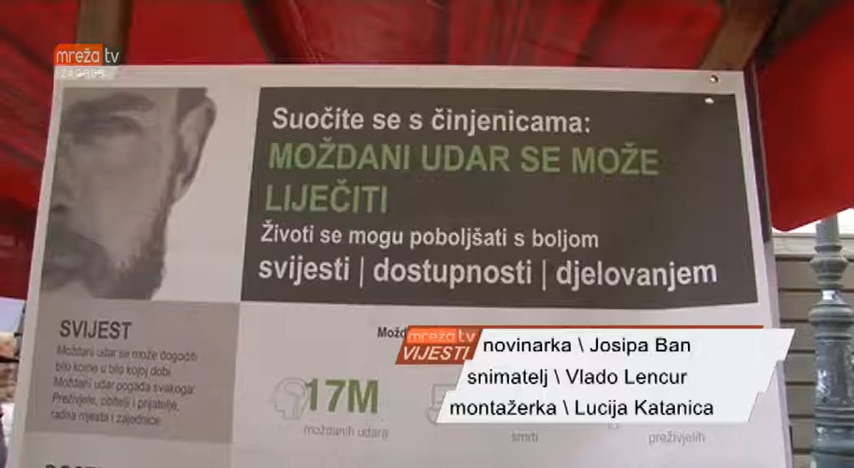 mreža tv
ZAGREB
Suočite se s činjenicama:
MOŽDANI UDAR SE MOŽE
LIJEČITI
Životi se mogu poboljšati s boljom
svijesti | dostupnosti | djelovanjem
SVIJEST
Moždani udar se može dogoditi
bilo kome u bilo kojoj dobi.
Moždani udar pogađa svakoga:
Preživjele, obitelji i prijatelje,
radna mjesta i zajednice
17M
moždanih udara
smrti
preživjelih
mreža tv
VIJESTI
novinarka \ Josipa Ban
snimatelj \ Vlado Lencur
montažerka \ Lucija Katanica